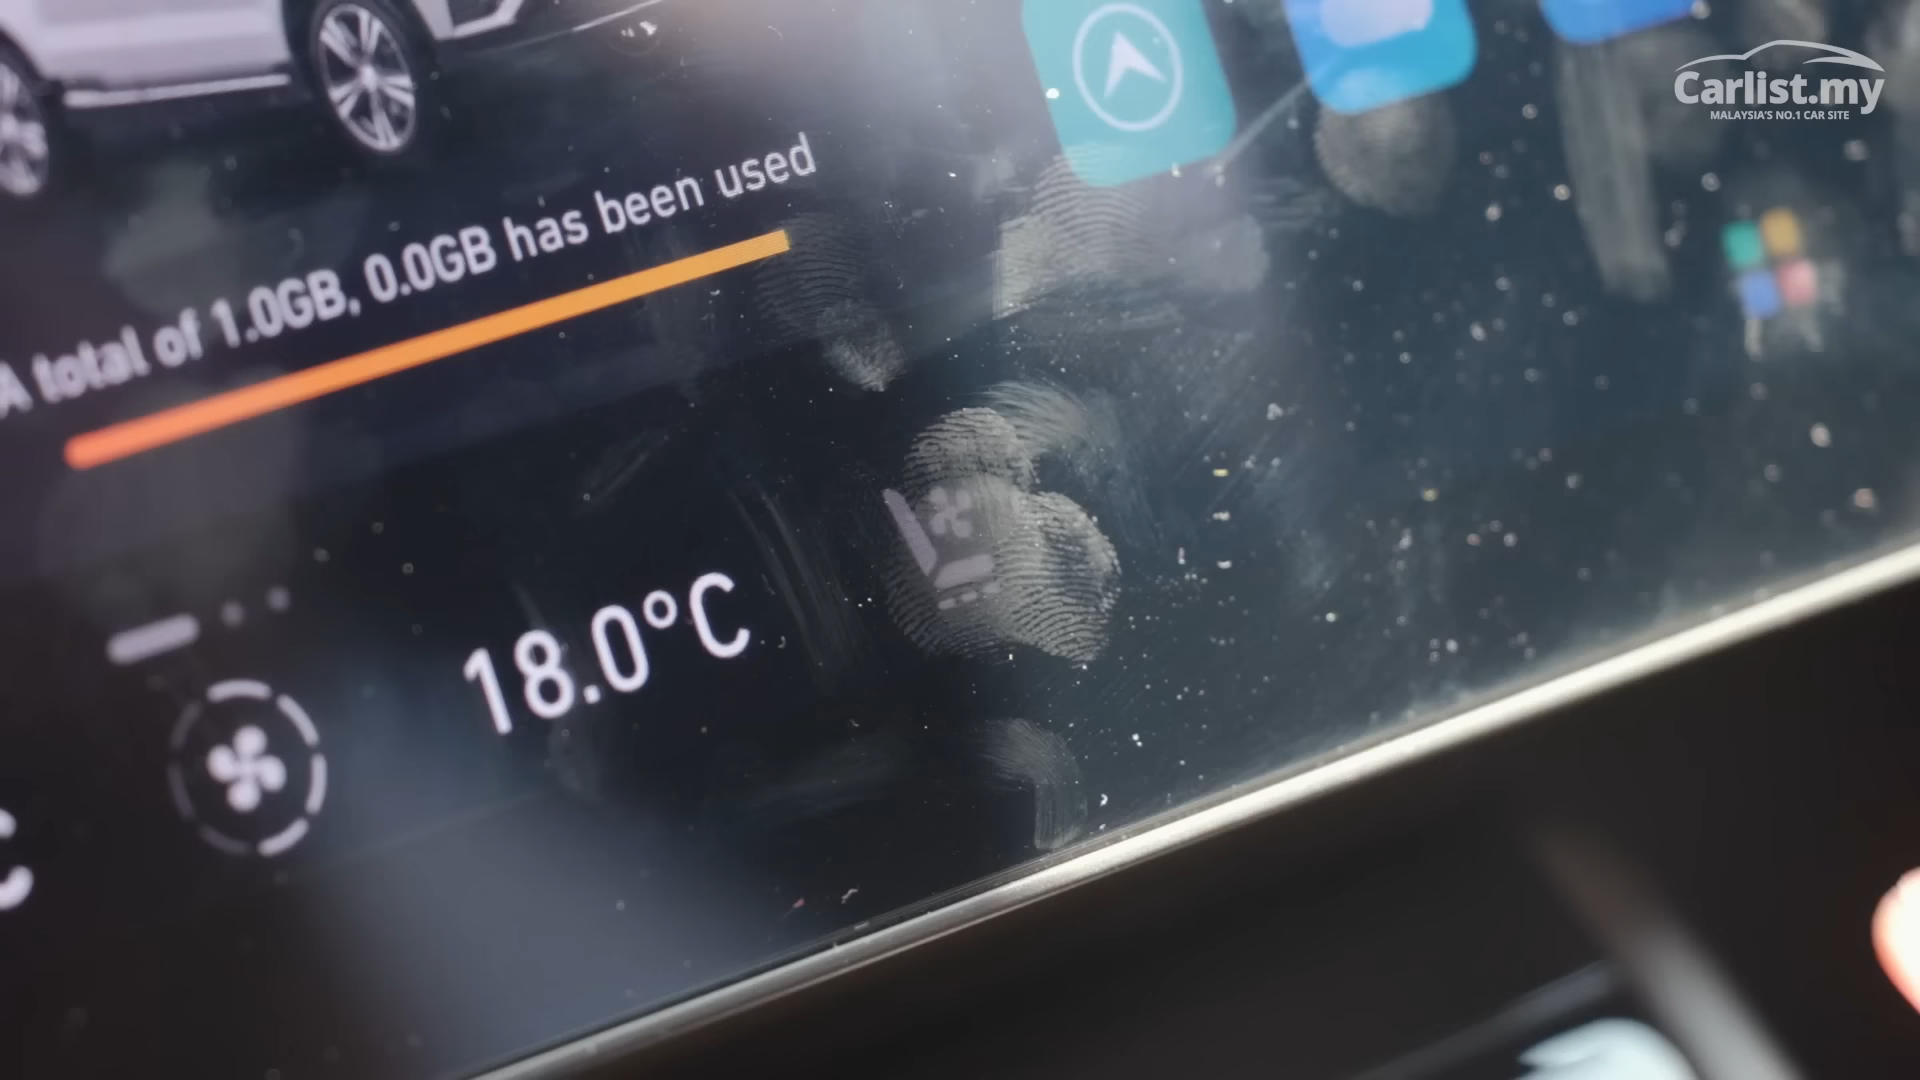 Carlist.my
MALAYSIA'S NO.1 CAR SITE
A total of 1.0GB, 0.0GB has been used
18.0°C
C